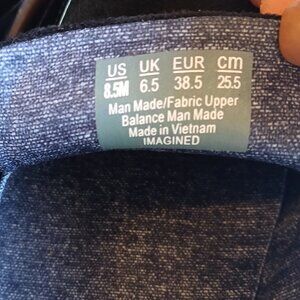 US UK EUR cm
8.5M 6.5 38.5 25.5
Man Made/Fabric Upper
Balance Man Made
Made in Vietnam
IMAGINED